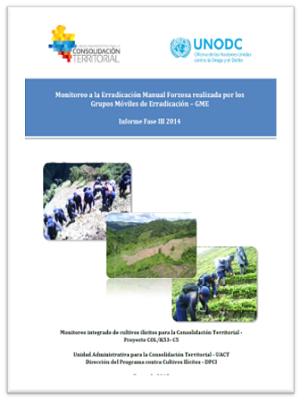 CONSOLIDACIÓN
TERRITORIAL
UNODC
Oficina de las Naciones Unidas
contra la Droga y el Delito
Monitoreo a la Erradicación Manual Forzosa realizada por los
Grupos Móviles de Erradicación – GME
Informe Fase III 2014
Monitoreo integrado de cultivos ilícitos para la Consolidación Territorial -
Proyecto COL/K53- C5
Unidad Administrativa para la Consolidación Territorial - UACT
Dirección del Programa contra Cultivos Ilícitos - DPCI